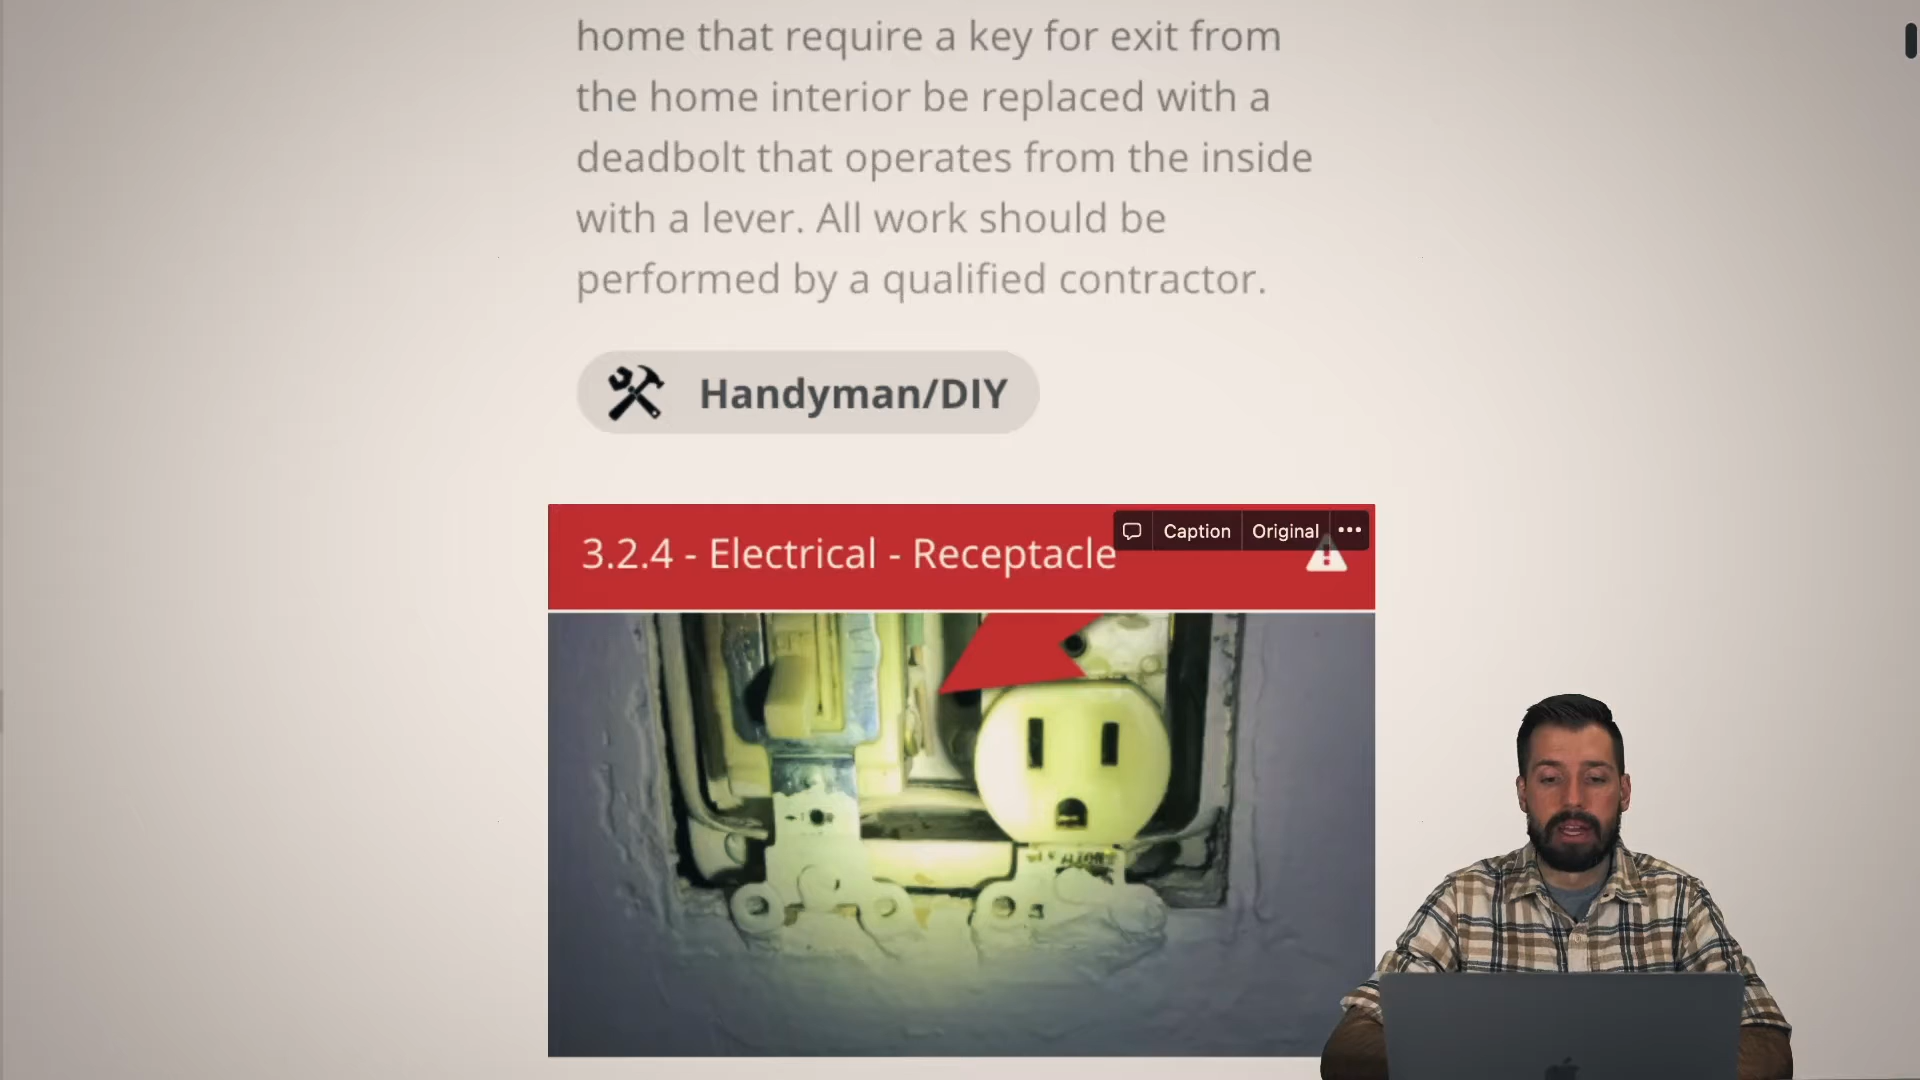 home that require a key for exit from
the home interior be replaced with a
deadbolt that operates from the inside
with a lever. All work should be
performed by a qualified contractor.
Handyman/DIY
3.2.4 - Electrical - Receptacle
Caption
Original